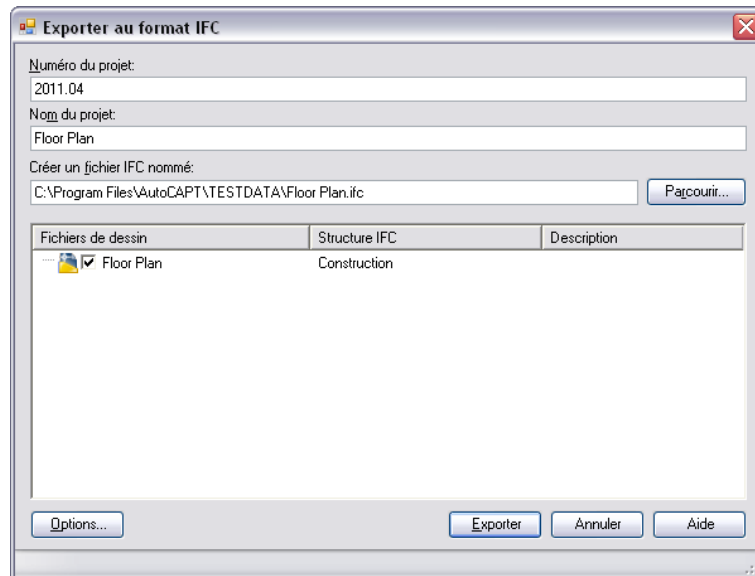 Exporter au format IFC
Numéro du projet:
2011.04
Nom du projet:
Floor Plan
Créer un fichier IFC nommé:
C:\Program Files\AutoCAPT\TESTDATA\Floor Plan.ifc
Parcourir...
Fichiers de dessin Structure IFC Description
Floor Plan Construction
Options... Exporter Annuler Aide